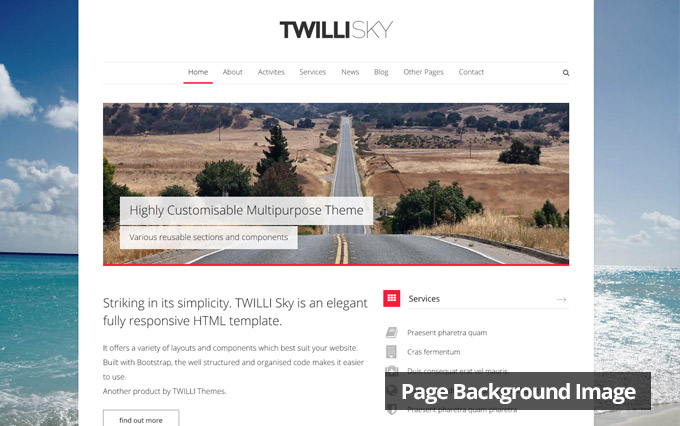 TWILLISKY
Home About Activites Services News Blog Other Pages Contact
Highly Customisable Multipurpose Theme
Various reusable sections and components
Striking in its simplicity. TWILLI Sky is an elegant
fully responsive HTML template.
It offers a variety of layouts and components which best suit your website.
Built with Bootstrap, the well structured and organised code makes it easier
to use.
Another product by TWILLI Themes.
find out more
Services
Praesent pharetra quam
Cras fermentum
Duis consequat erat vel mauris
Page Background Image
Praesent pharetra quam pharetra